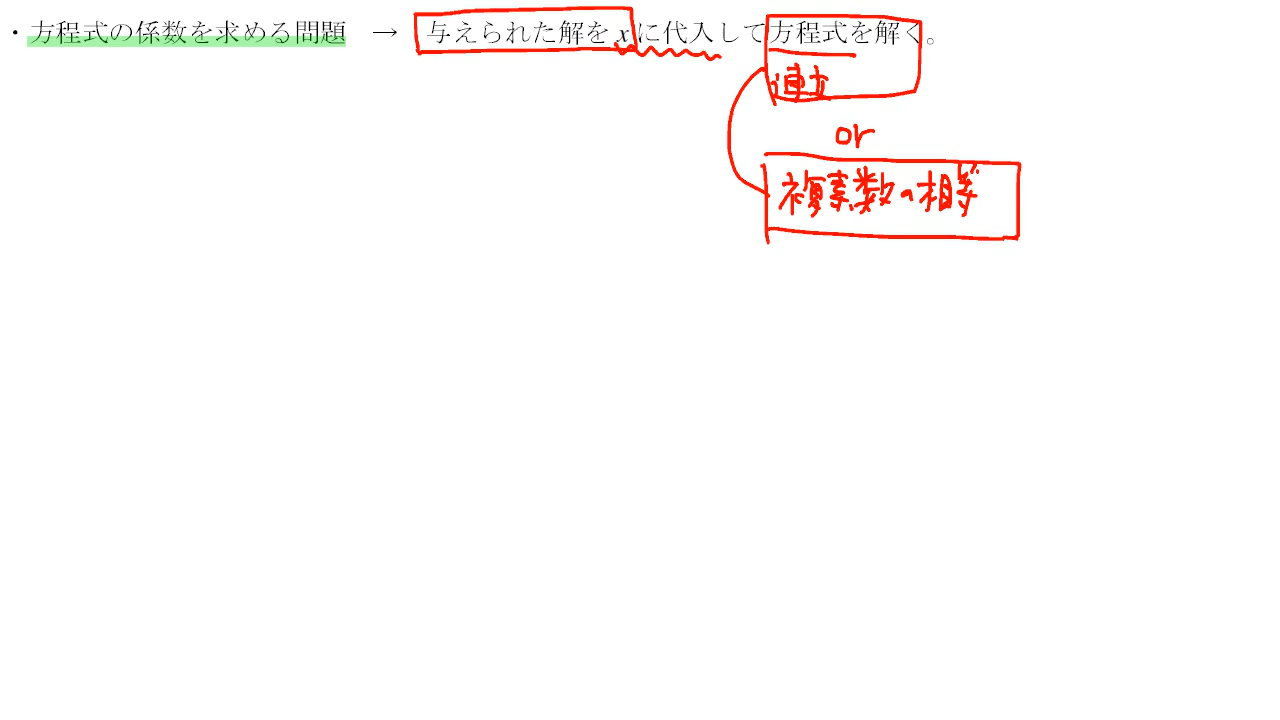 ・方程式の係数を求める問題 → 与えられた解を x に代入して方程式を解く。
連立
or
複素数の相等